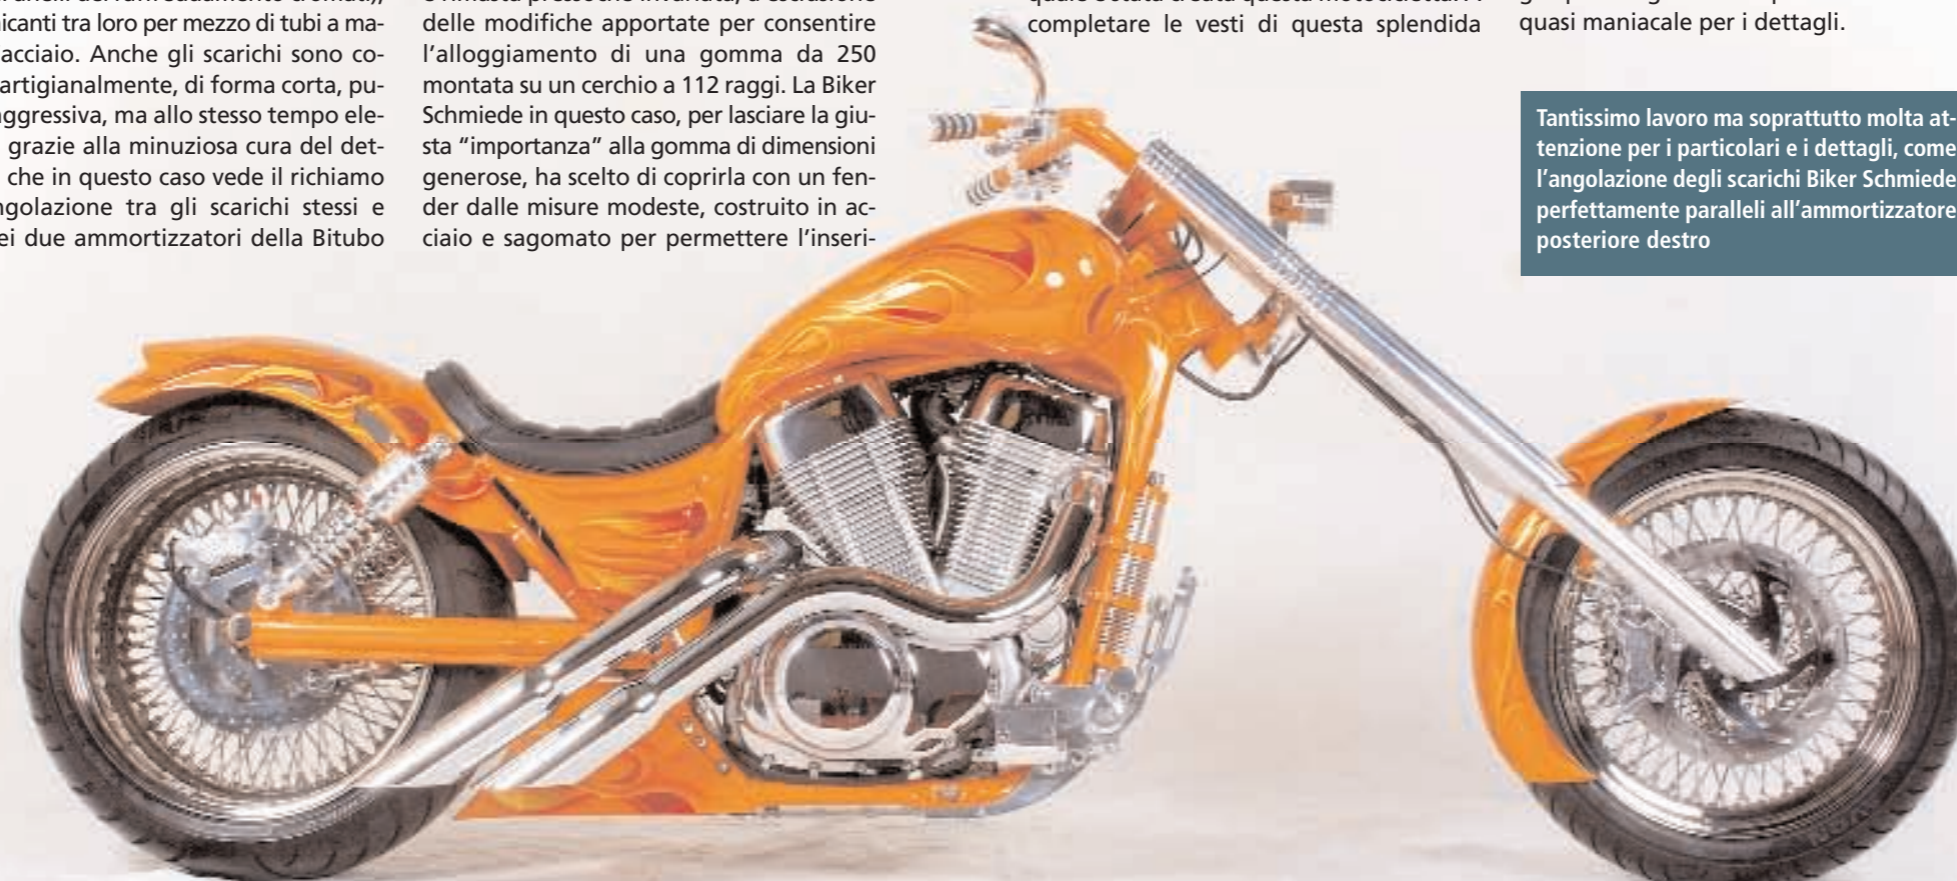 nicanti tra loro per mezzo di tubi a ma-
acciaio. Anche gli scarichi sono co-
artigianalmente, di forma corta, pu-
aggressiva, ma allo stesso tempo ele-
grazie alla minuziosa cura del det-
che in questo caso vede il richiamo
ngolazione tra gli scarichi stessi e
ei due ammortizzatori della Bitubo
delle modifiche apportate per consentire
l’alloggiamento di una gomma da 250
montata su un cerchio a 112 raggi. La Biker
Schmiede in questo caso, per lasciare la giu-
sta “importanza” alla gomma di dimensioni
generose, ha scelto di coprirla con un fen-
der dalle misure modeste, costruito in ac-
ciaio e sagomato per permettere l’inseri-
completare le vesti di questa splendida
quasi maniacale per i dettagli.
Tantissimo lavoro ma soprattutto molta at-
tenzione per i particolari e i dettagli, come
l’angolazione degli scarichi Biker Schmiede
perfettamente paralleli all’ammortizzatore
posteriore destro